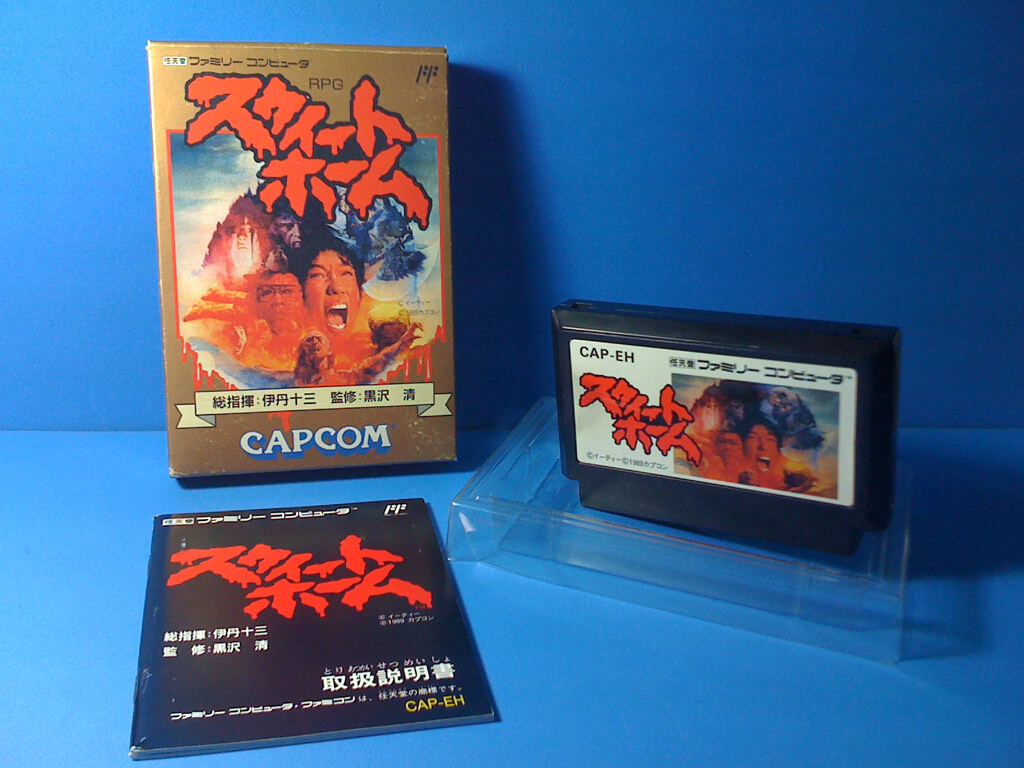 任天堂 ファミリー コンピュータ
RPG
スウィート
ホーム
©イーティー
©1989カプコン
総指揮:伊丹十三 監修:黒沢 清
CAPCOM
CAP-EH
任天堂 ファミリー コンピュータ™
スウィート
ホーム
©イーティー©1989カプコン
任天堂 ファミリー コンピュータ™
スウィート
ホーム
©イーティー
©1989 カプコン
総指揮:伊丹十三
監 修:黒沢 清
とり あつかい せつ めい しょ
取扱説明書
ファミリー コンピュータ・ファミコン は、任天堂の商標です。
CAP-EH